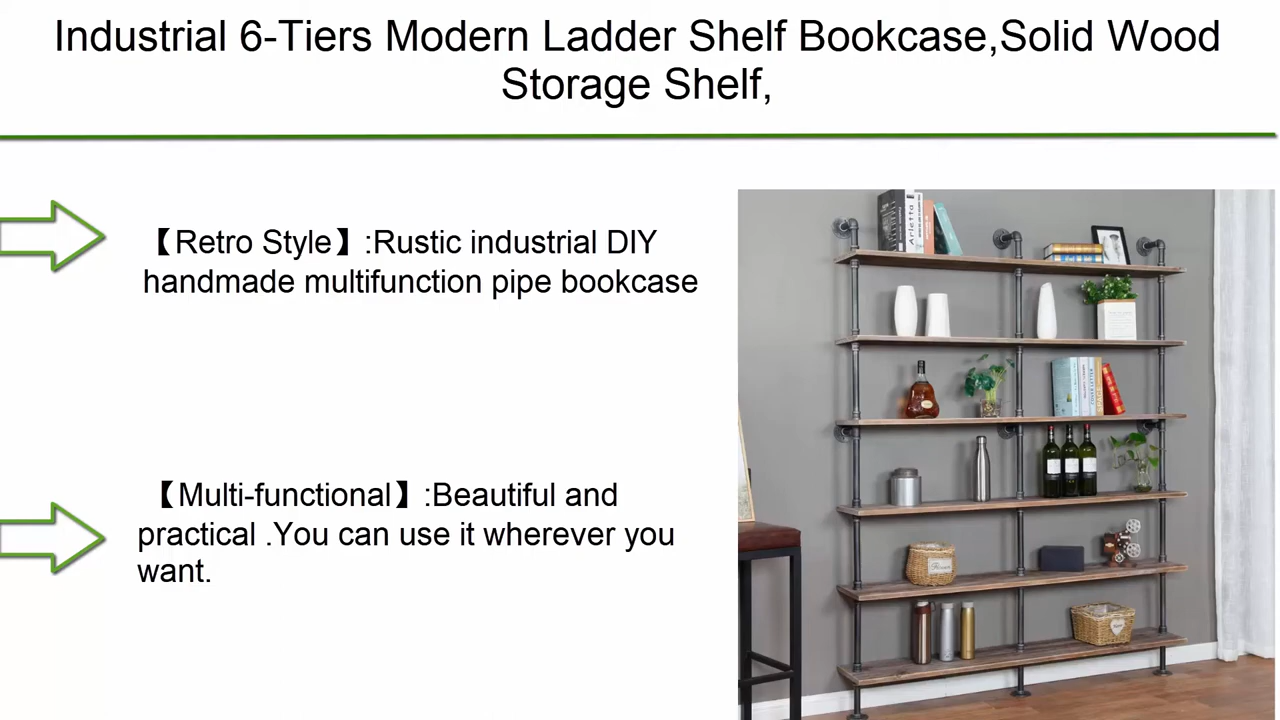 Industrial 6-Tiers Modern Ladder Shelf Bookcase,Solid Wood
Storage Shelf,
【Retro Style】:Rustic industrial DIY
handmade multifunction pipe bookcase
【Multi-functional】:Beautiful and
practical .You can use it wherever you
want.
Arletta